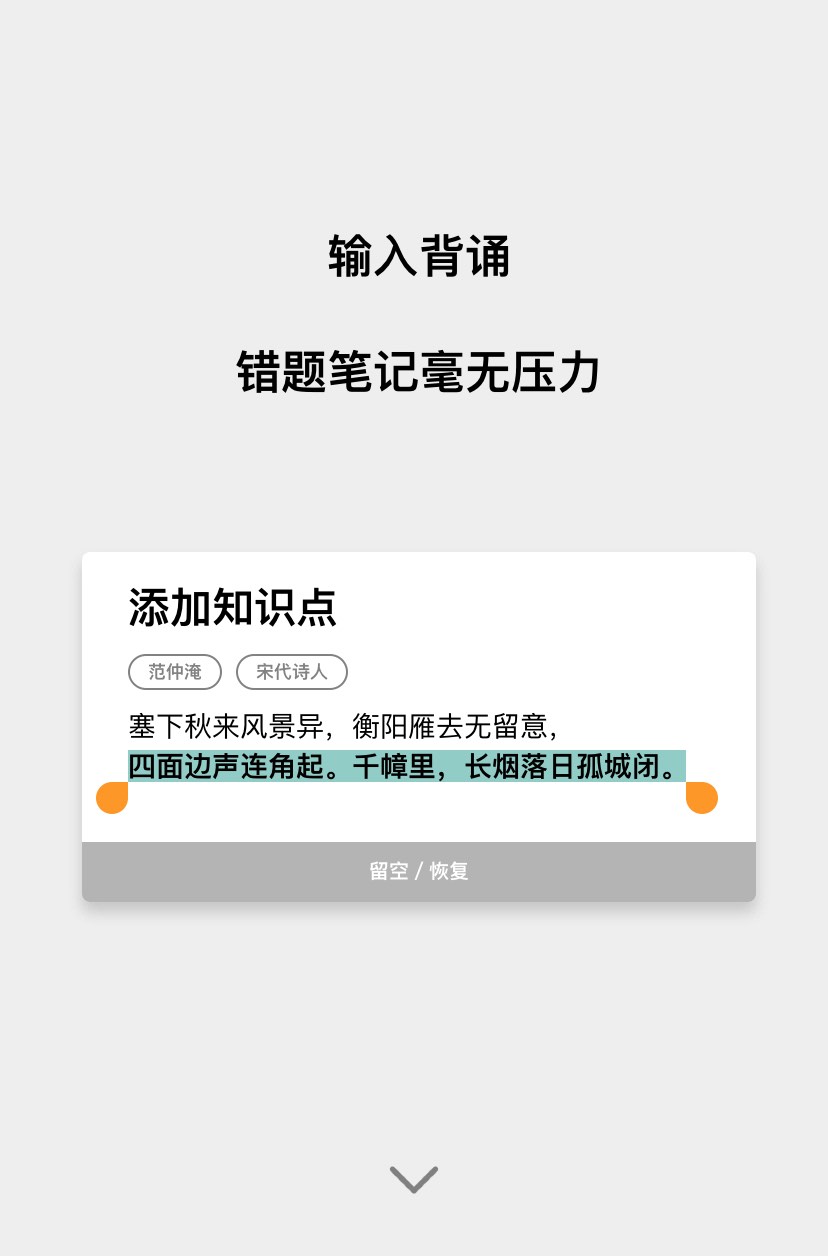 输入背诵
错题笔记毫无压力
添加知识点
范仲淹
宋代诗人
塞下秋来风景异，衡阳雁去无留意，
四面边声连角起。千幛里，长烟落日孤城闭。
留空 / 恢复